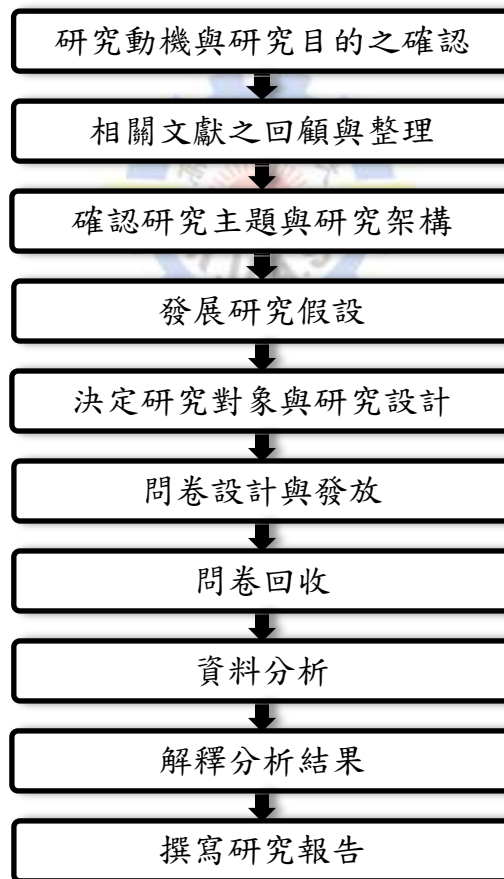 研究動機與研究目的之確認
相關文獻之回顧與整理
確認研究主題與研究架構
發展研究假設
決定研究對象與研究設計
問卷設計與發放
問卷回收
資料分析
解釋分析結果
撰寫研究報告